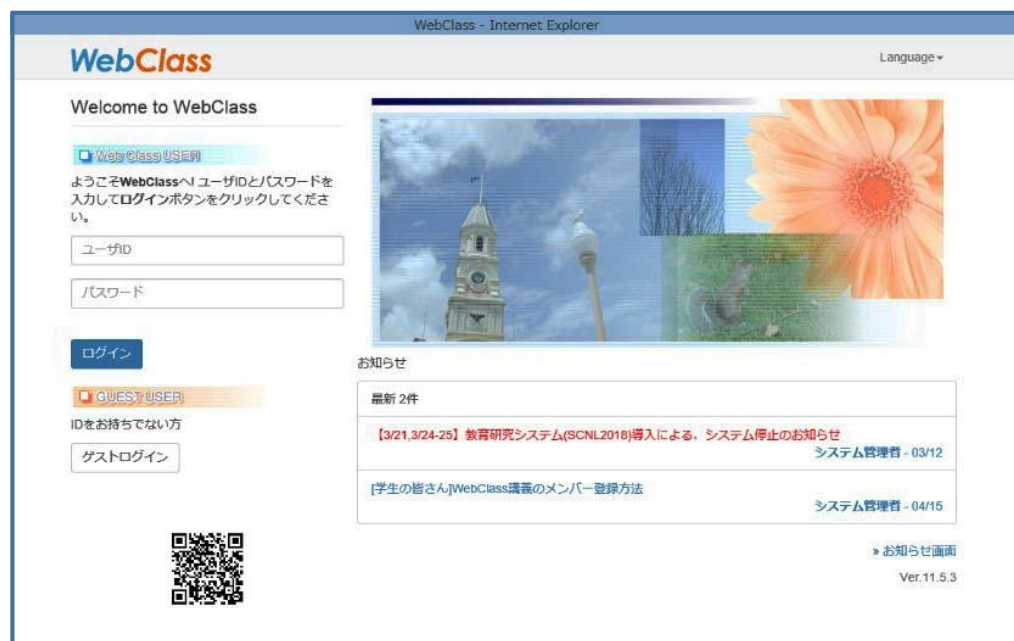 WebClass - Internet Explorer
WebClass
Language
Welcome to WebClass
Web Class USER
ようこそWebClassへ! ユーザIDとパスワードを
入力してログインボタンをクリックしてくださ
い。
ユーザID
パスワード
ログイン
GUEST USER
IDをお持ちでない方
ゲストログイン
お知らせ
最新 2件
【3/21,3/24-25】教育研究システム(SCNL2018)導入による、システム停止のお知らせ
システム管理者 - 03/12
[学生の皆さん]WebClass講義のメンバー登録方法
システム管理者 - 04/15
» お知らせ画面
Ver.11.5.3